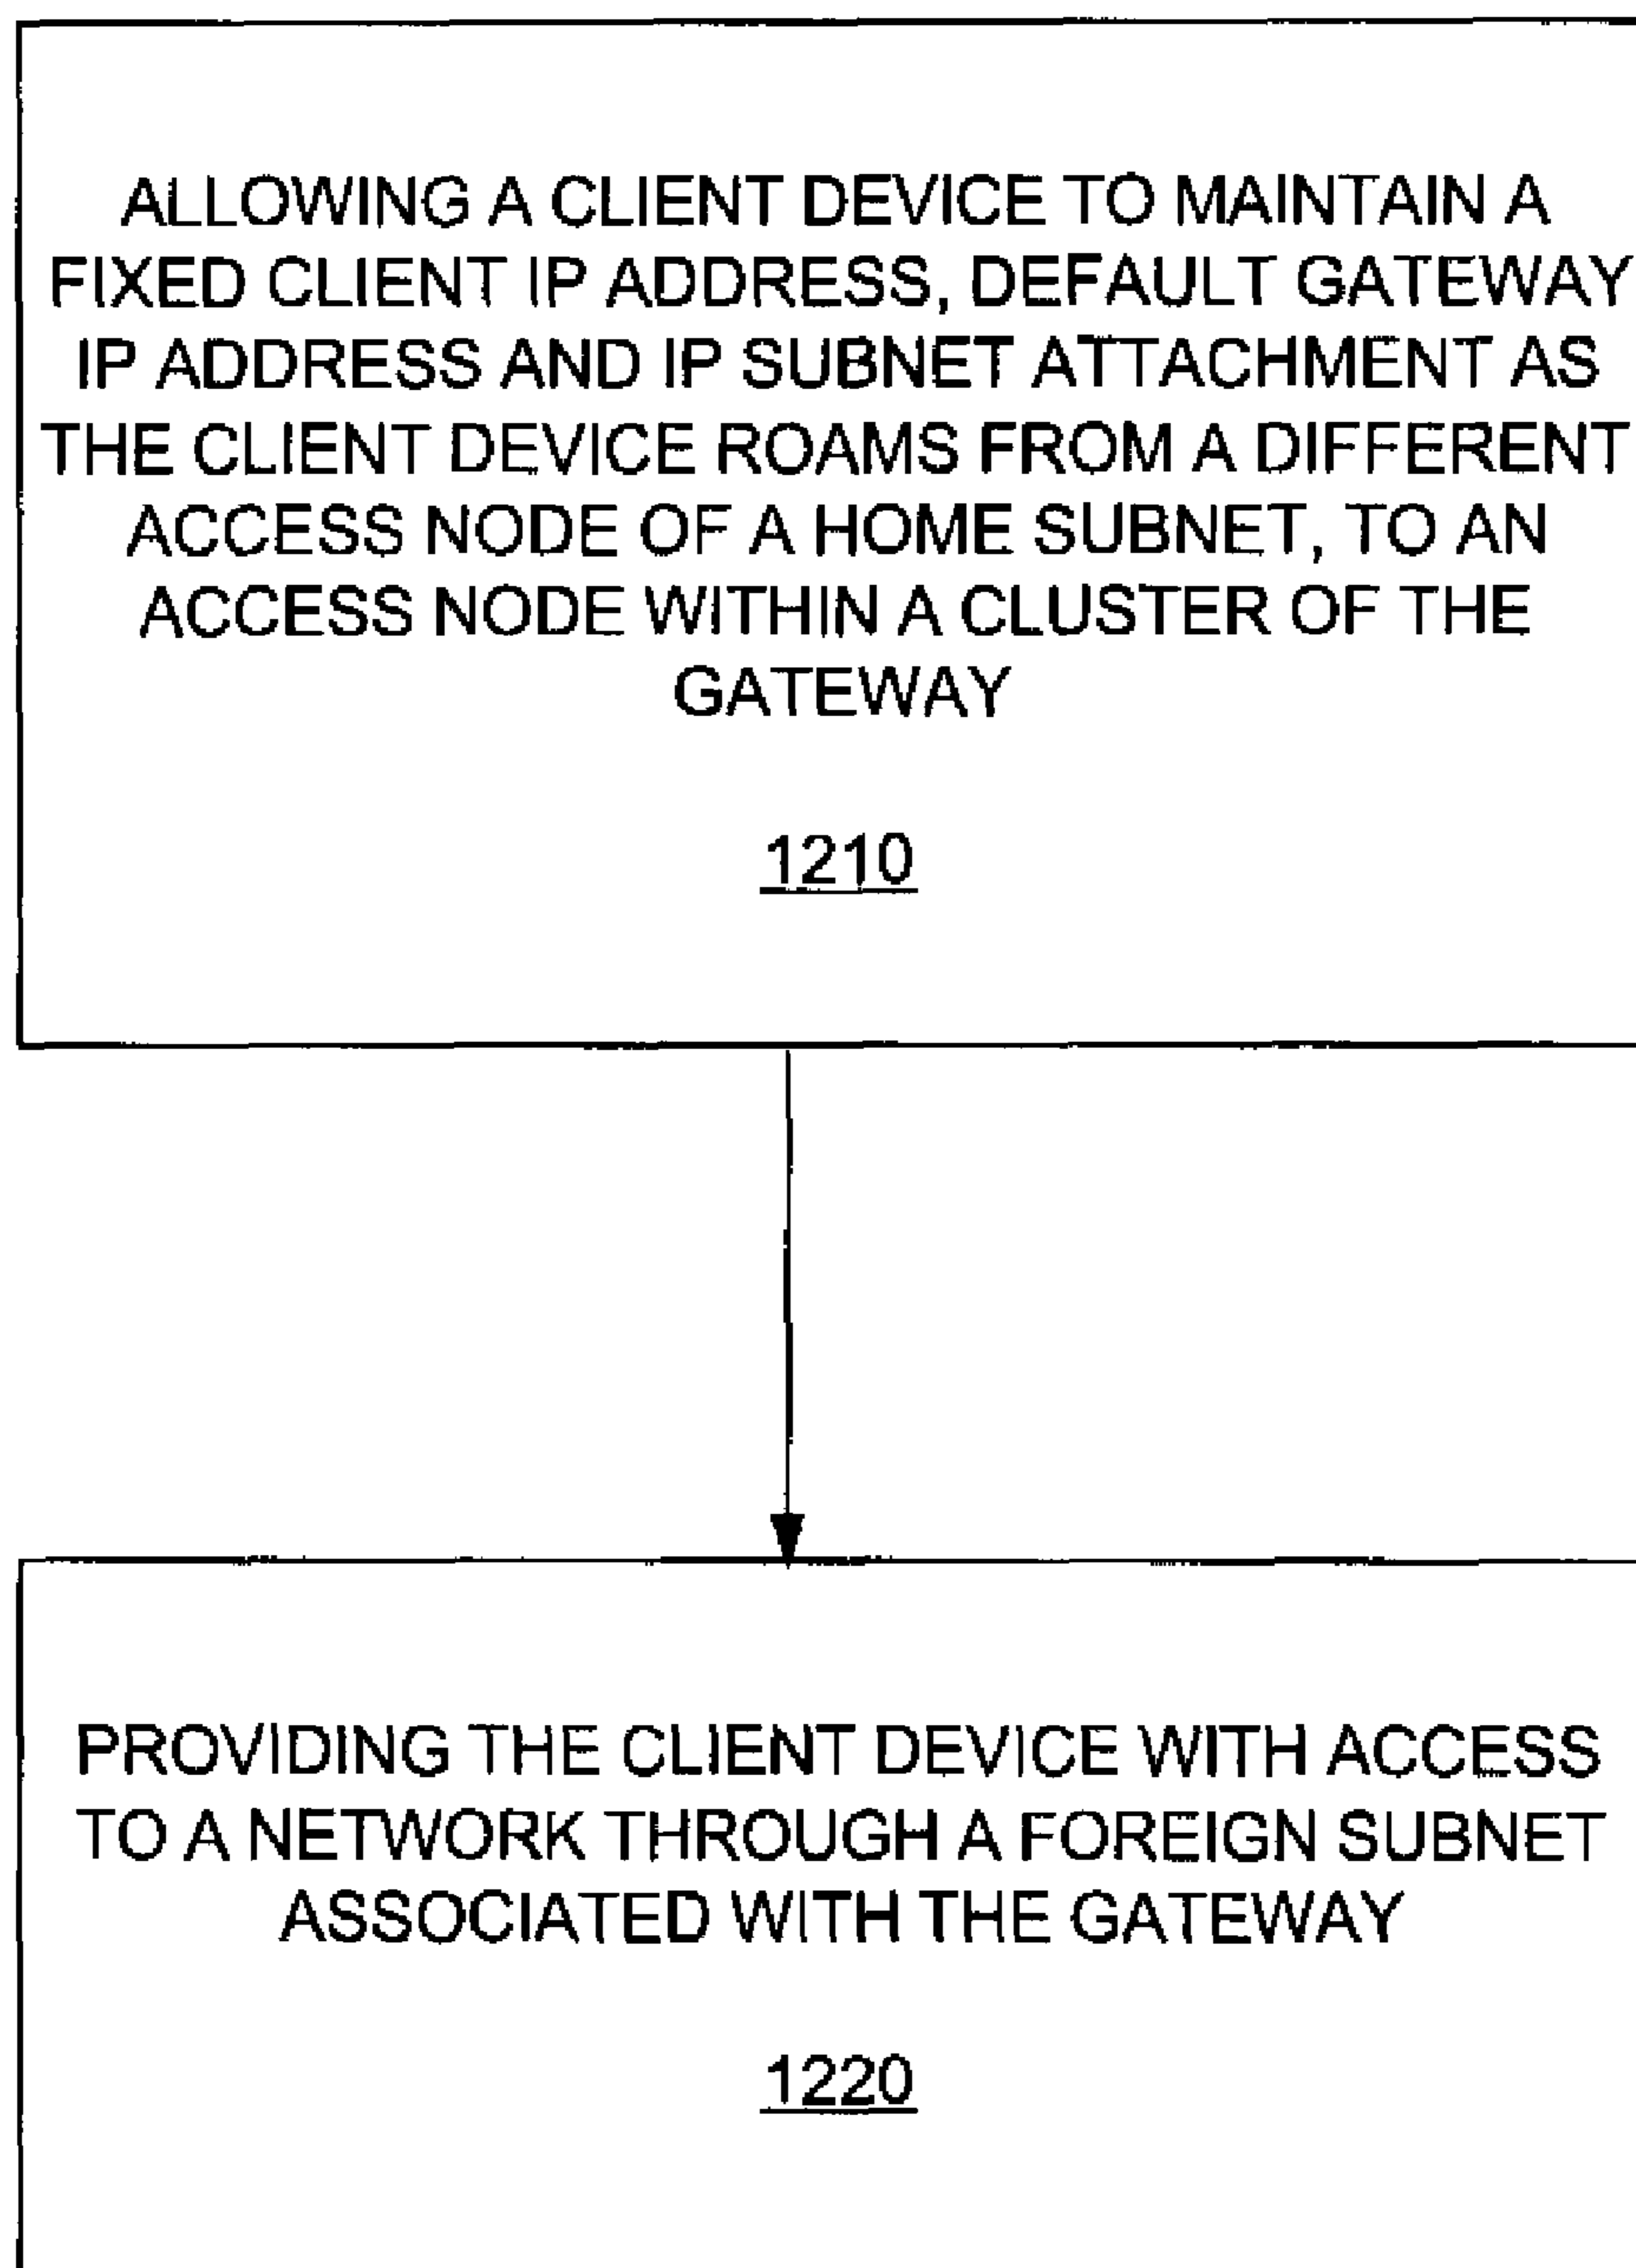 ALLOWING A CLIENT DEVICE TO MAINTAIN A
FIXED CLIENT IP ADDRESS, DEFAULT GATEWAY
IP ADDRESS AND IP SUBNET ATTACHMENT AS
THE CLIENT DEVICE ROAMS FROM A DIFFERENT
ACCESS NODE OF A HOME SUBNET, TO AN
ACCESS NODE WITHIN A CLUSTER OF THE
GATEWAY
1210
PROVIDING THE CLIENT DEVICE WITH ACCESS
TO A NETWORK THROUGH A FOREIGN SUBNET
ASSOCIATED WITH THE GATEWAY
1220